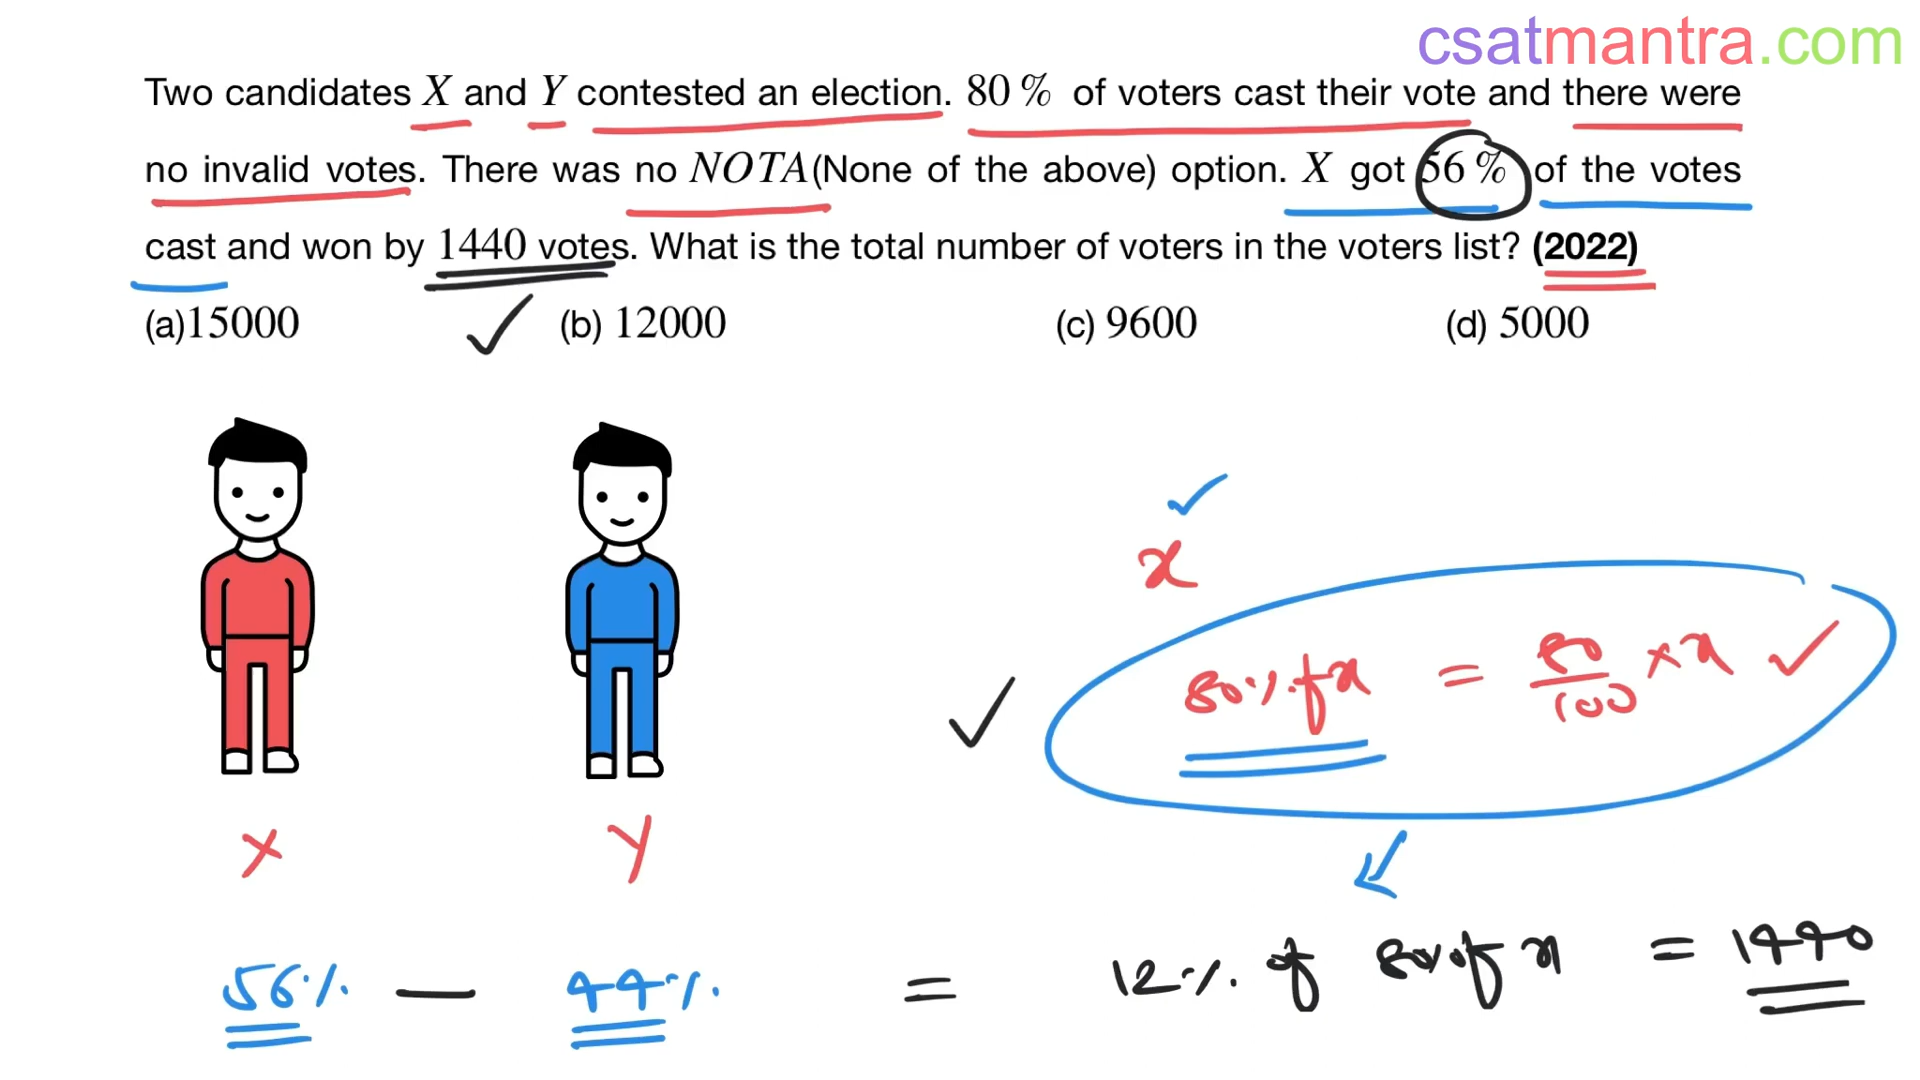 csatmantra.com
Two candidates X and Y contested an election. 80 % of voters cast their vote and there were
no invalid votes. There was no NOTA(None of the above) option. X got 56 % of the votes
cast and won by 1440 votes. What is the total number of voters in the voters list? (2022)
(a)15000 (b) 12000 (c) 9600 (d) 5000
x
80% of x = 80/100 × x
X Y
56% — 44% = 12% of 80% of x = 1440